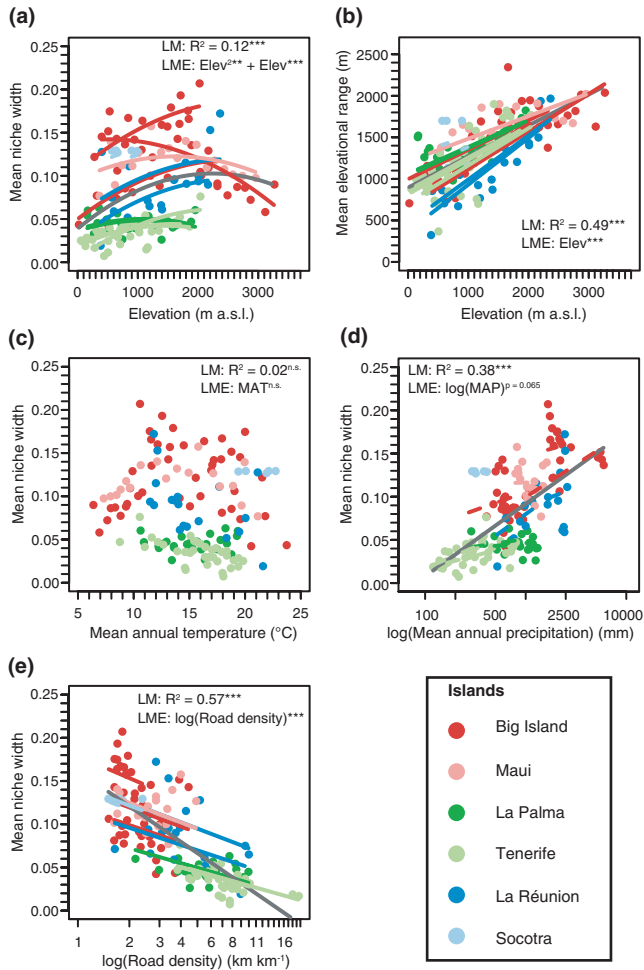 (a)
0.25
0.20
0.15
0.10
0.05
0.00
Mean niche width
LM: R² = 0.12***
LME: Elev²** + Elev***
0 1000 2000 3000
Elevation (m a.s.l.)
(b)
2500
2000
1500
1000
500
0
Mean elevational range (m)
LM: R² = 0.49***
LME: Elev***
0 1000 2000 3000
Elevation (m a.s.l.)
(c)
0.25
0.20
0.15
0.10
0.05
0.00
Mean niche width
LM: R² = 0.02n.s.
LME: MATn.s.
5 10 15 20 25
Mean annual temperature (°C)
(d)
0.25
0.20
0.15
0.10
0.05
0.00
Mean niche width
LM: R² = 0.38***
LME: log(MAP)p = 0.065
100 500 2500 10000
log(Mean annual precipitation) (mm)
(e)
0.25
0.20
0.15
0.10
0.05
0.00
Mean niche width
LM: R² = 0.57***
LME: log(Road density)***
1 2 3 4 6 8 11 16
log(Road density) (km km⁻¹)
Islands
Big Island
Maui
La Palma
Tenerife
La Réunion
Socotra